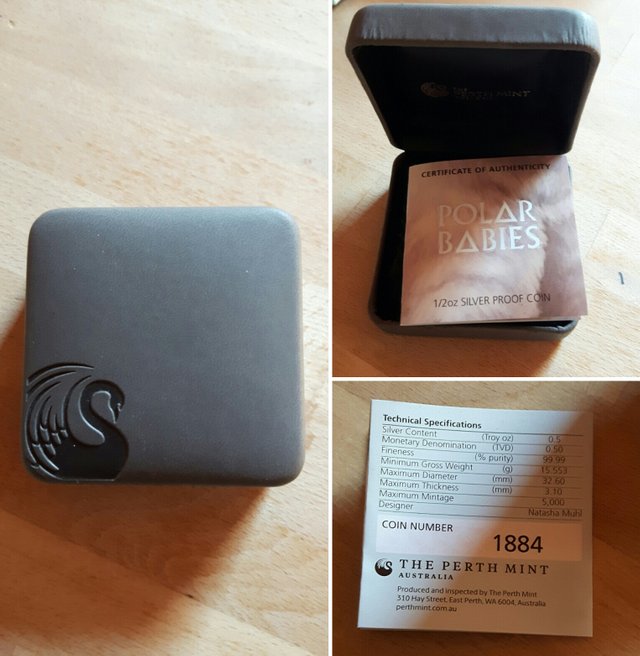 THE
PERTH MINT
CERTIFICATE OF AUTHENTICITY
POLAR
BABIES
1/2oz SILVER PROOF COIN
Technical Specifications
Silver Content (Troy oz) 0.5
Monetary Denomination (TVD) 0.50
Fineness (% purity) 99.99
Minimum Gross Weight (g) 15.553
Maximum Diameter (mm) 32.60
Maximum Thickness (mm) 3.10
Maximum Mintage 5,000
Designer Natasha Muhl
COIN NUMBER
1884
THE PERTH MINT
AUSTRALIA
Produced and inspected by The Perth Mint
310 Hay Street, East Perth, WA 6004, Australia
perthmint.com.au